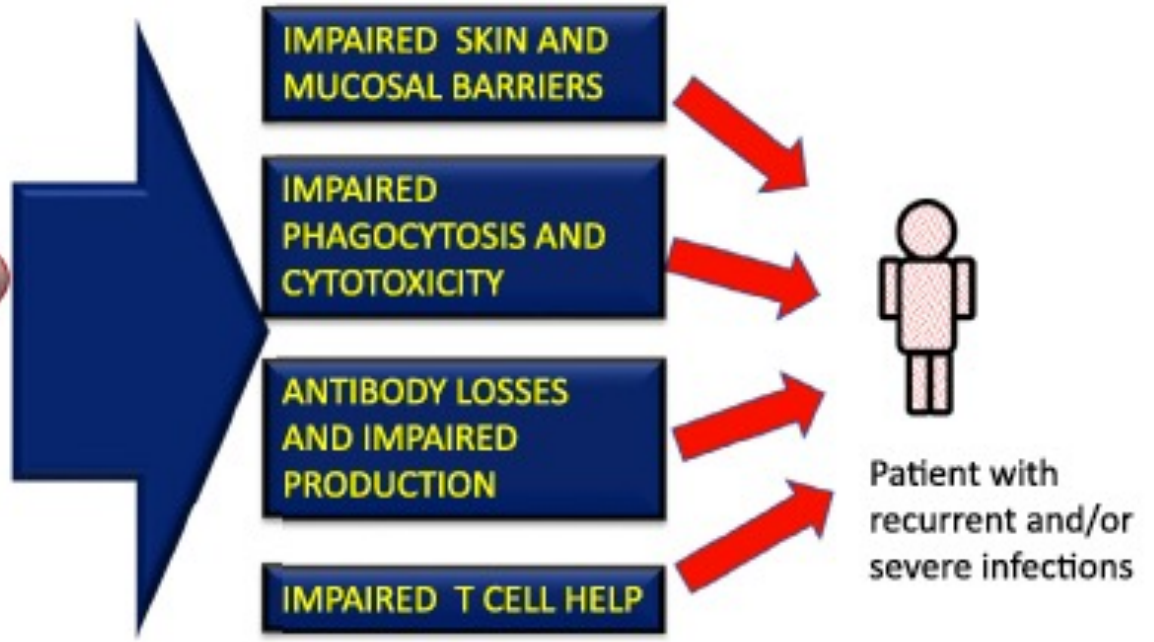 IMPAIRED SKIN AND
MUCOSAL BARRIERS
IMPAIRED
PHAGOCYTOSIS AND
CYTOTOXICITY
ANTIBODY LOSSES
AND IMPAIRED
PRODUCTION
IMPAIRED T CELL HELP
Patient with
recurrent and/or
severe infections